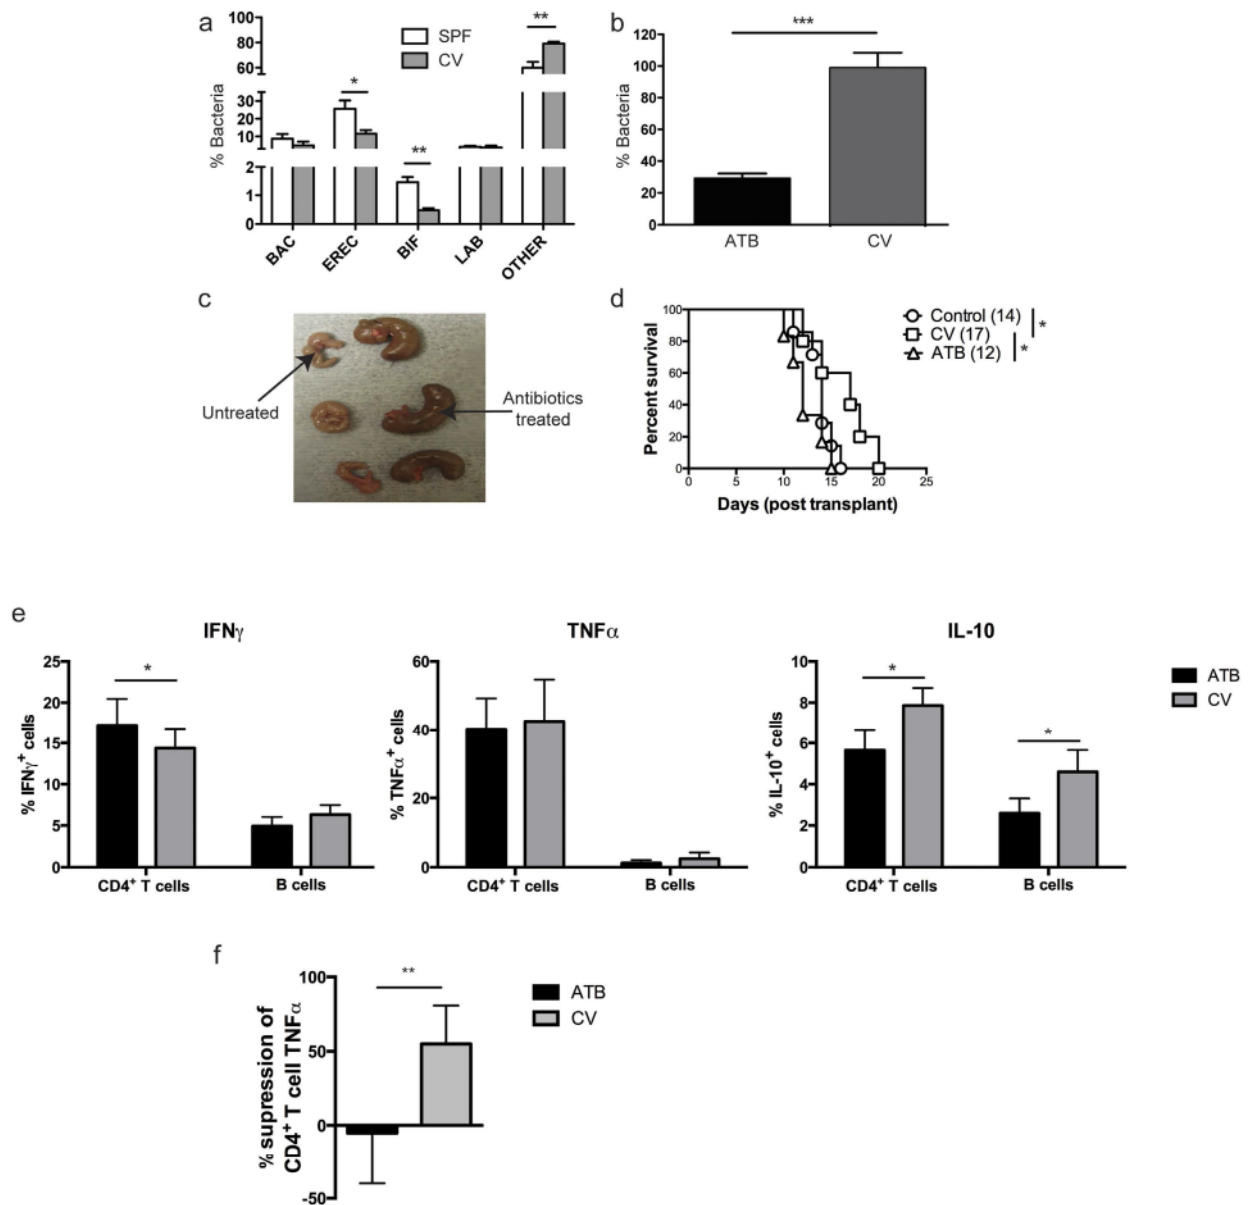 a
100
80
60
30
20
10
2
1
0
% Bacteria
SPF
CV
*
**
**
BAC
EREC
BIF
LAB
OTHER
b
120
100
80
60
40
20
0
% Bacteria
***
ATB
CV
c
Untreated
Antibiotics
treated
d
100
80
60
40
20
0
Percent survival
0 5 10 15 20 25
Days (post transplant)
Control (14)
CV (17)
ATB (12)
*
*
e
IFNγ
25
20
15
10
5
0
% IFNγ+ cells
*
CD4+ T cells
B cells
TNFα
60
40
20
0
% TNFα+ cells
CD4+ T cells
B cells
IL-10
10
8
6
4
2
0
% IL-10+ cells
*
*
CD4+ T cells
B cells
ATB
CV
f
100
50
0
-50
% supression of
CD4+ T cell TNFα
**
ATB
CV